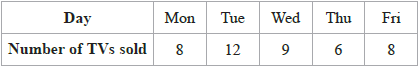 Day Mon Tue Wed Thu Fri
Number of TVs sold 8 12 9 6 8